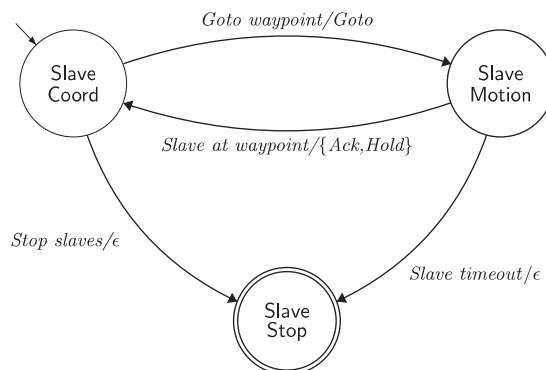 Goto waypoint/Goto
Slave
Coord
Slave
Motion
Slave at waypoint/{Ack,Hold}
Stop slaves/ϵ
Slave timeout/ϵ
Slave
Stop